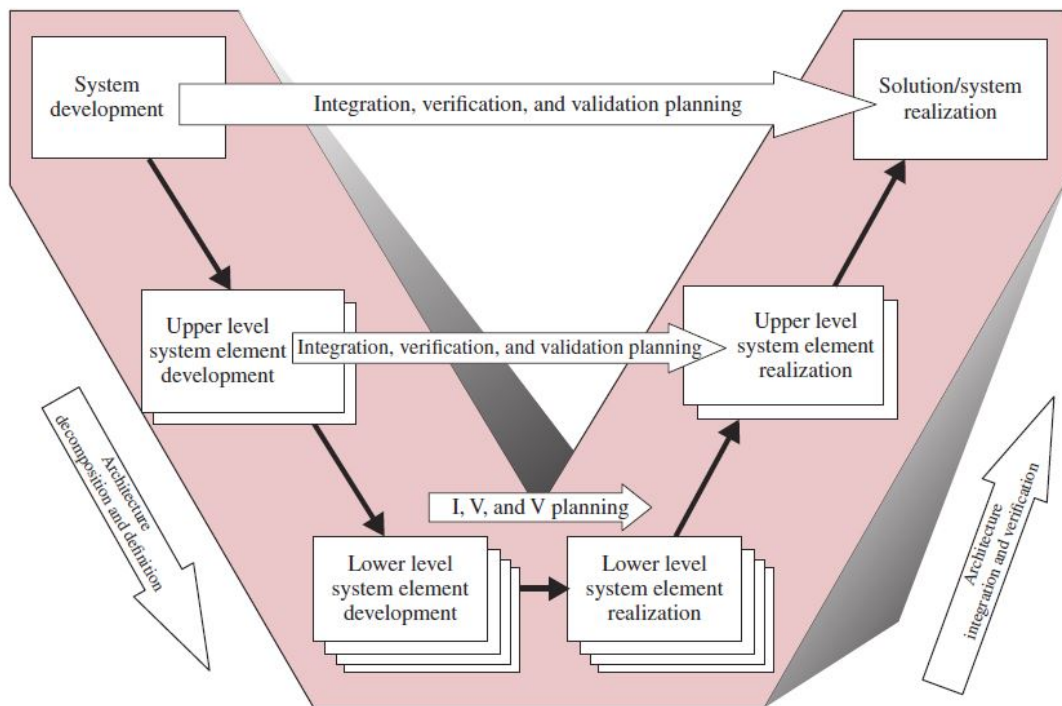 System
development
Integration, verification, and validation planning
Solution/system
realization
Upper level
system element
development
Integration, verification, and validation planning
Upper level
system element
realization
Architecture
decomposition and definition
I, V, and V planning
Lower level
system element
development
Lower level
system element
realization
Architecture
integration and verification